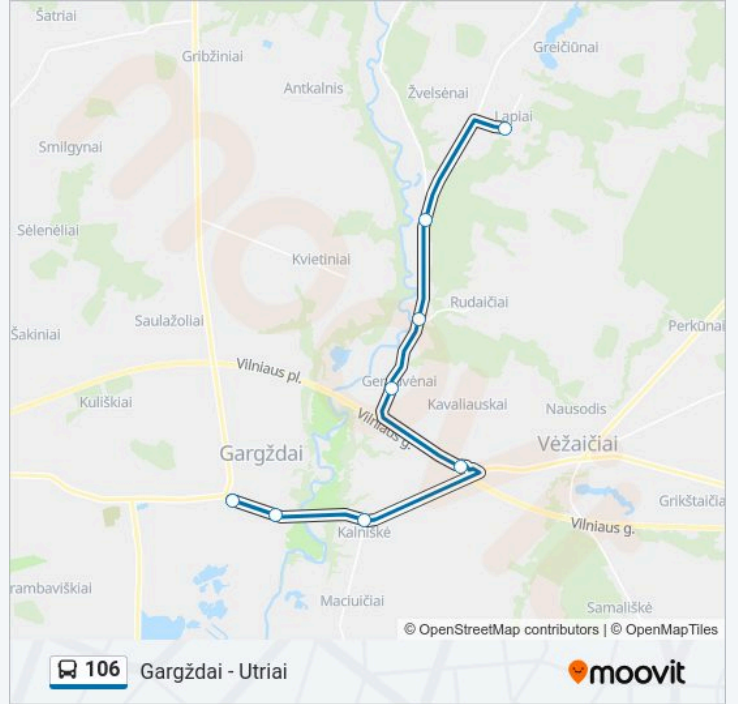 Šatriai
Greičiūnai
Gribžiniai
Antkalnis
Žvelsėnai
Lapiai
Smilgynai
Sėlenėliai
Kvietiniai
Rudaičiai
Saulažoliai
Perkūnai
Šakiniai
Vilniaus pl.
Kuliškiai
Kavaliauskai
Nausodis
Vilniaus g.
Vėžaičiai
Gargždai
Grikštaičia
Vilniaus g.
Kalniškė
rambaviškiai
Maciuičiai
Samališkė
© OpenStreetMap contributors | © OpenMapTiles
106 Gargždai - Utriai
moovit